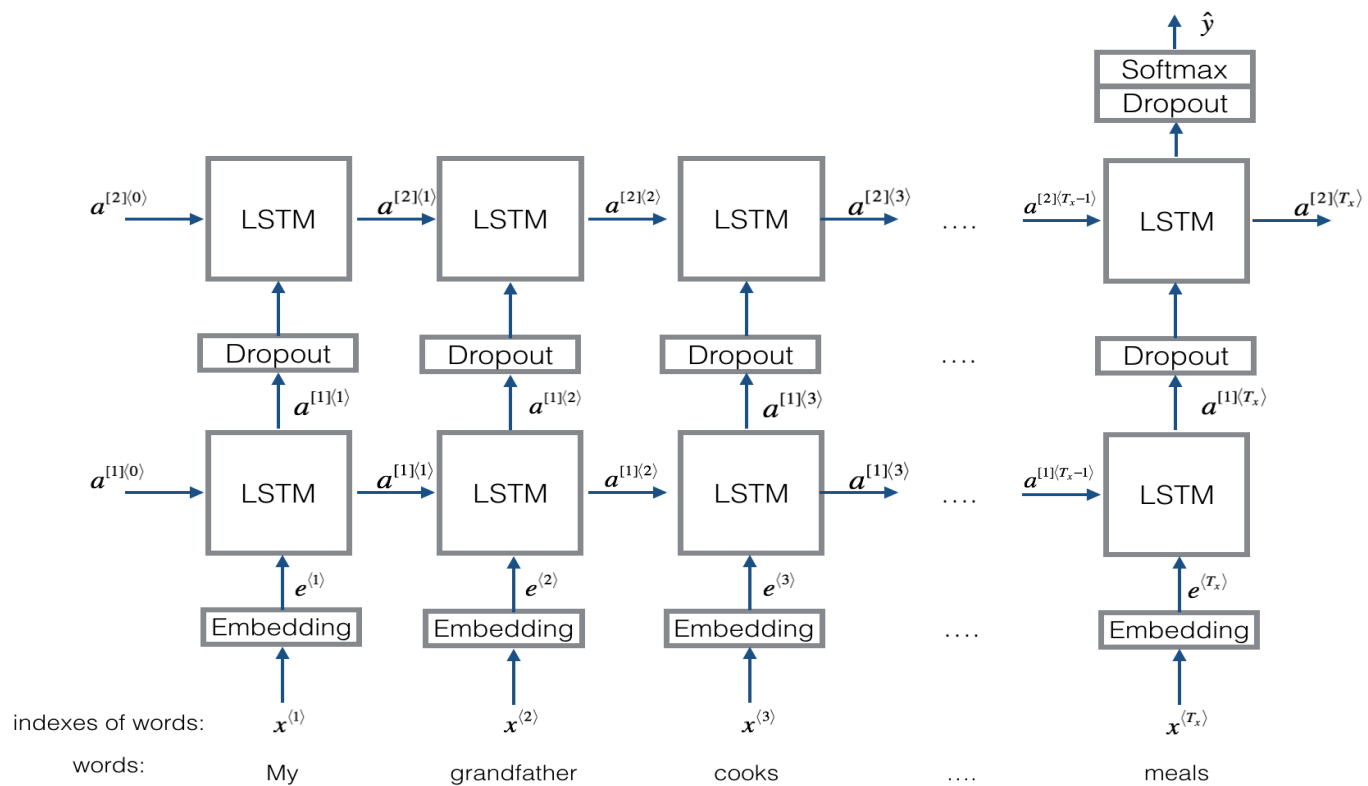 ŷ
Softmax
Dropout
a^{[2]⟨0⟩} LSTM a^{[2]⟨1⟩} LSTM a^{[2]⟨2⟩} LSTM a^{[2]⟨3⟩} .... a^{[2]⟨T_x−1⟩} LSTM a^{[2]⟨T_x⟩}
Dropout Dropout Dropout .... Dropout
a^{[1]⟨1⟩} a^{[1]⟨2⟩} a^{[1]⟨3⟩} a^{[1]⟨T_x⟩}
a^{[1]⟨0⟩} LSTM a^{[1]⟨1⟩} LSTM a^{[1]⟨2⟩} LSTM a^{[1]⟨3⟩} .... a^{[1]⟨T_x−1⟩} LSTM
e^{⟨1⟩} e^{⟨2⟩} e^{⟨3⟩} e^{⟨T_x⟩}
Embedding Embedding Embedding .... Embedding
indexes of words: x^{⟨1⟩} x^{⟨2⟩} x^{⟨3⟩} x^{⟨T_x⟩}
words: My grandfather cooks .... meals